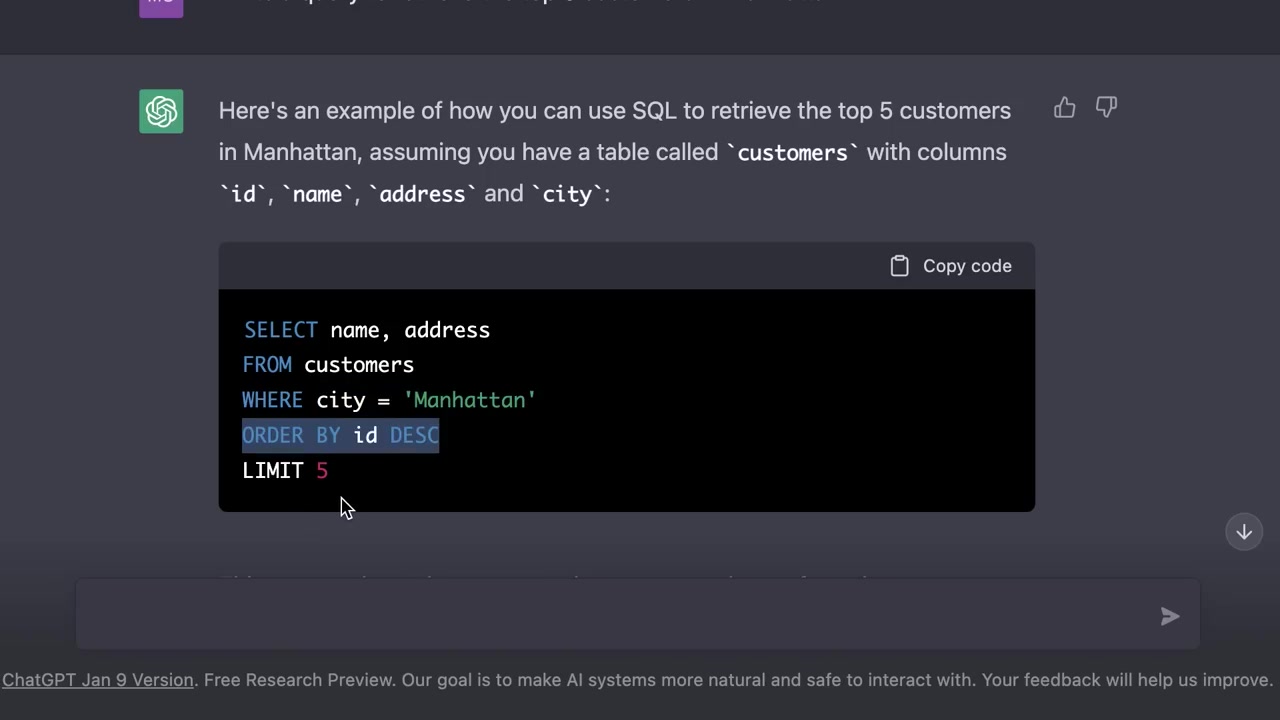 Here's an example of how you can use SQL to retrieve the top 5 customers
in Manhattan, assuming you have a table called `customers` with columns
`id`, `name`, `address` and `city`:
Copy code
SELECT name, address
FROM customers
WHERE city = 'Manhattan'
ORDER BY id DESC
LIMIT 5
ChatGPT Jan 9 Version. Free Research Preview. Our goal is to make AI systems more natural and safe to interact with. Your feedback will help us improve.